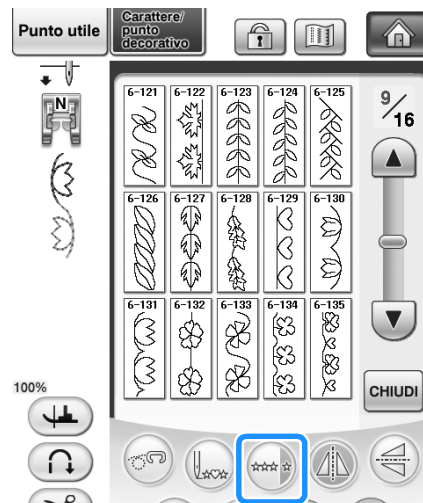 Punto utile
Carattere/
punto
decorativo
N
6-121 6-122 6-123 6-124 6-125
9/16
6-126 6-127 6-128 6-129 6-130
6-131 6-132 6-133 6-134 6-135
100%
CHIUDI